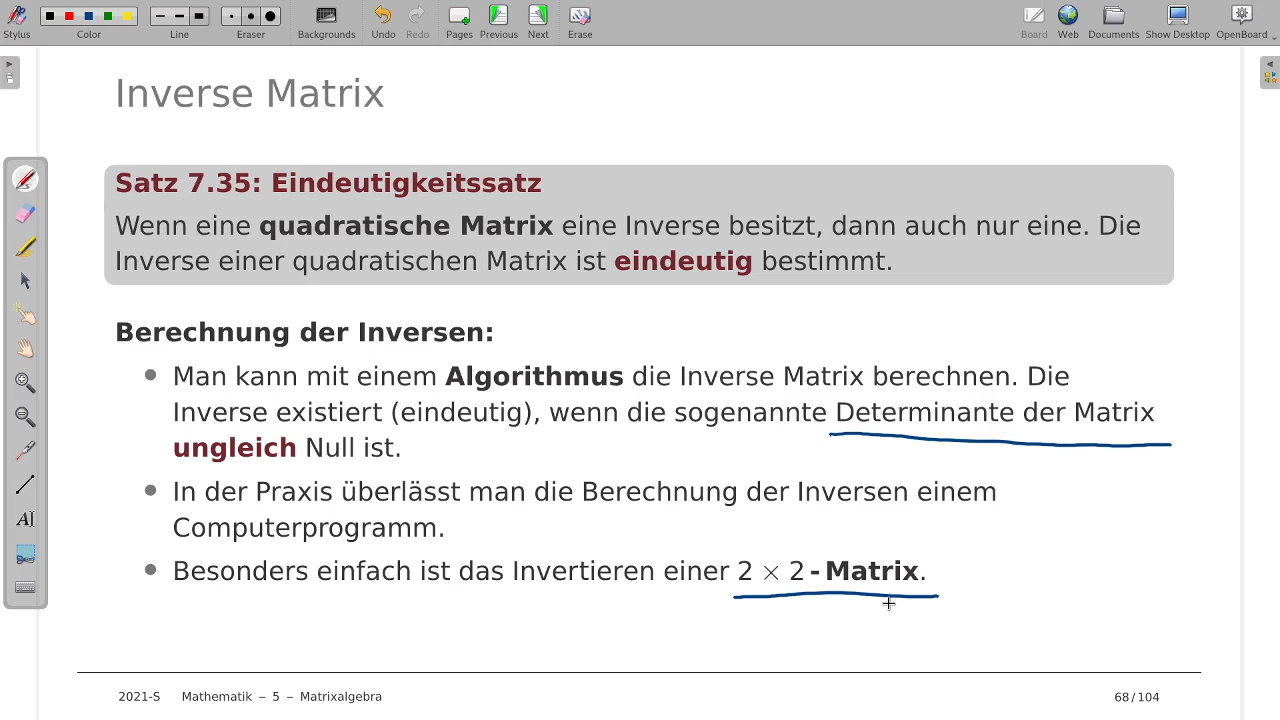 Stylus Color Line Eraser Backgrounds Undo Redo Pages Previous Next Erase Board Web Documents Show Desktop OpenBoard
Inverse Matrix
Satz 7.35: Eindeutigkeitssatz
Wenn eine quadratische Matrix eine Inverse besitzt, dann auch nur eine. Die
Inverse einer quadratischen Matrix ist eindeutig bestimmt.
Berechnung der Inversen:
• Man kann mit einem Algorithmus die Inverse Matrix berechnen. Die
Inverse existiert (eindeutig), wenn die sogenannte Determinante der Matrix
ungleich Null ist.
• In der Praxis überlässt man die Berechnung der Inversen einem
Computerprogramm.
• Besonders einfach ist das Invertieren einer 2 × 2 - Matrix.
2021-S Mathematik – 5 – Matrixalgebra 68 / 104